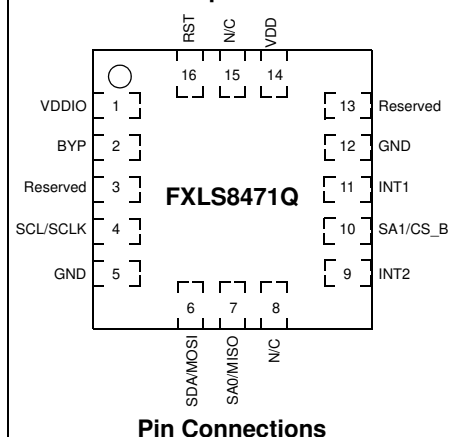 RST
N/C
VDD
16
15
14
VDDIO 1
13 Reserved
BYP 2
12 GND
Reserved 3
FXLS8471Q
11 INT1
SCL/SCLK 4
10 SA1/CS_B
GND 5
9 INT2
6
7
8
SDA/MOSI
SA0/MISO
N/C
Pin Connections